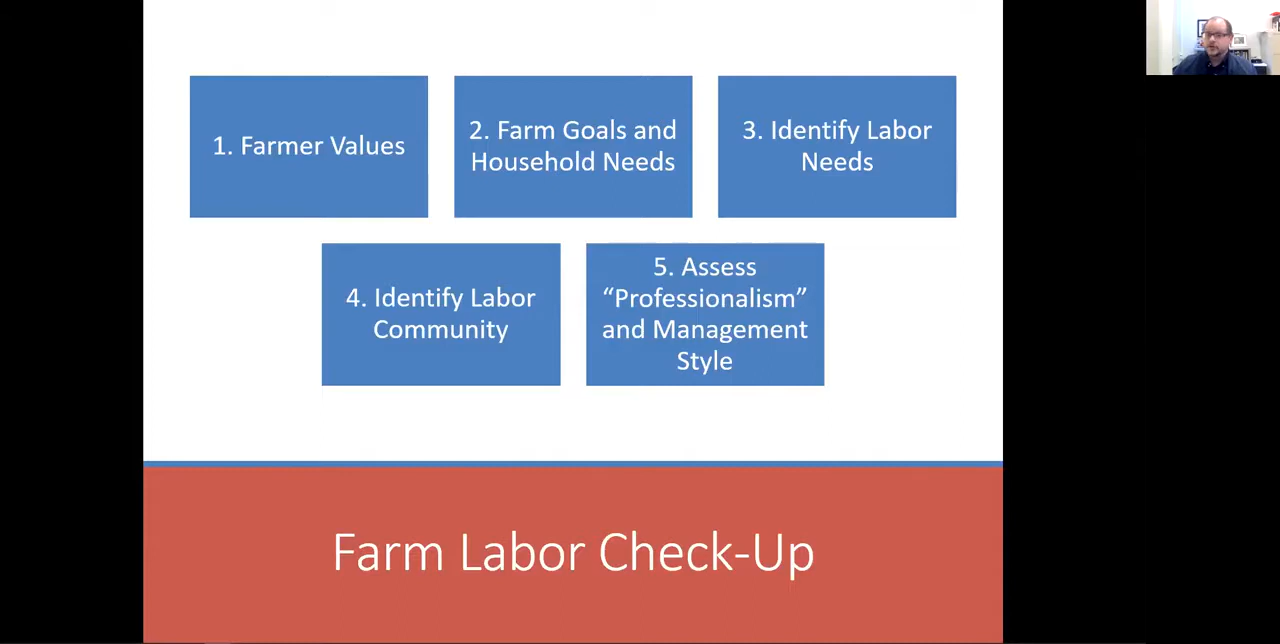 1. Farmer Values
2. Farm Goals and
Household Needs
3. Identify Labor
Needs
4. Identify Labor
Community
5. Assess
“Professionalism”
and Management
Style
Farm Labor Check-Up